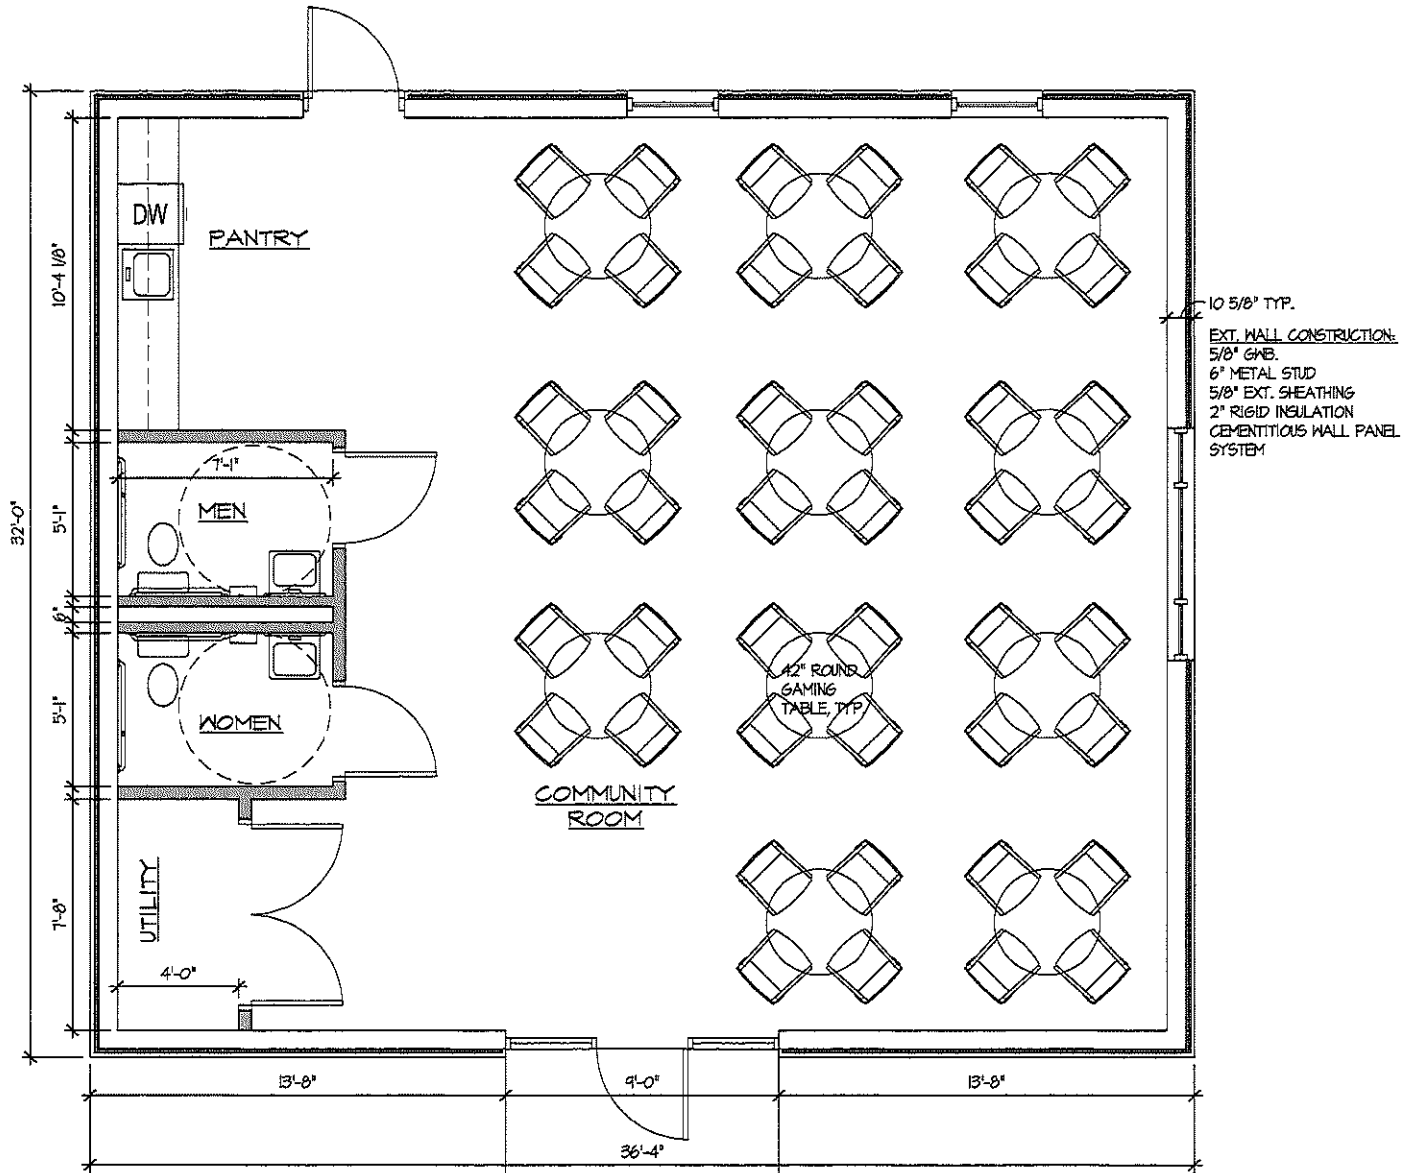 DW
PANTRY
10'-4 1/8"
10 5/8" TYP.
EXT. WALL CONSTRUCTION:
5/8" GWB.
6" METAL STUD
5/8" EXT. SHEATHING
2" RIGID INSULATION
CEMENTITIOUS WALL PANEL
SYSTEM
7'-1"
MEN
5'-1"
32'-0"
6"
42" ROUND
GAMING
TABLE, TYP.
5'-1"
WOMEN
COMMUNITY
ROOM
UTILITY
7'-8"
4'-0"
13'-8"
9'-0"
13'-8"
36'-4"